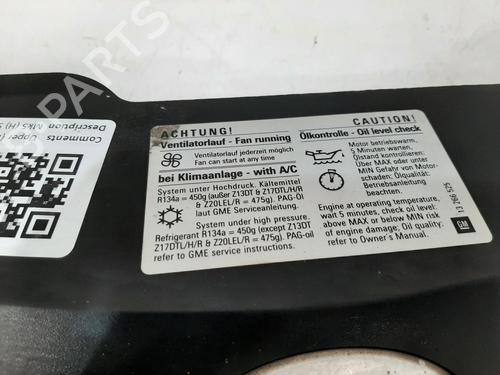 PARTS
Comments Upper (
Description MK5 (H) S
ACHTUNG!
Ventilatorlauf - Fan running
Ventilatorlauf jederzeit möglich
Fan can start at any time
bei Klimaanlage - with A/C
System unter Hochdruck. Kältemittel
R134a = 450g (außer Z13DT & Z17DTL/H/R
& Z20LEL/R = 475g). PAG-Öl
laut GME Serviceanleitung.
System under high pressure.
Refrigerant R134a = 450g (except Z13DT
Z17DTL/H/R & Z20LEL/R = 475g). PAG-oil
refer to GME service instructions.
CAUTION!
Ölkontrolle - Oil level check
Motor betriebswarm,
5 Minuten warten,
Ölstand kontrollieren:
Über MAX oder unter
MIN Gefahr von Motor-
schaden. Ölqualität -
Betriebsanleitung.
Engine at operating temperature,
wait 5 minutes, check oil level:
above MAX or below MIN risk
of engine damage; Oil quality:
refer to Owner's Manual.
13 266 525
GM